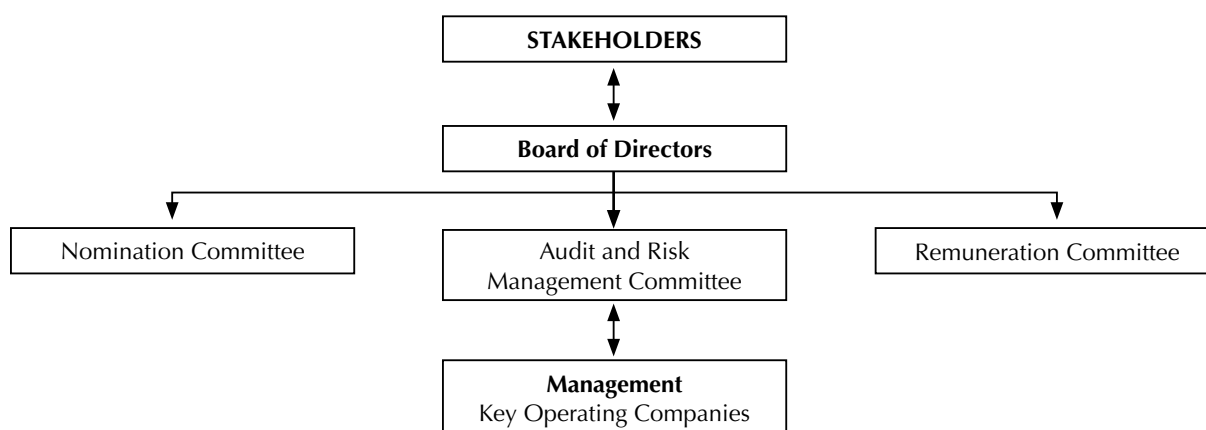 STAKEHOLDERS
Board of Directors
Nomination Committee
Audit and Risk
Management Committee
Remuneration Committee
Management
Key Operating Companies